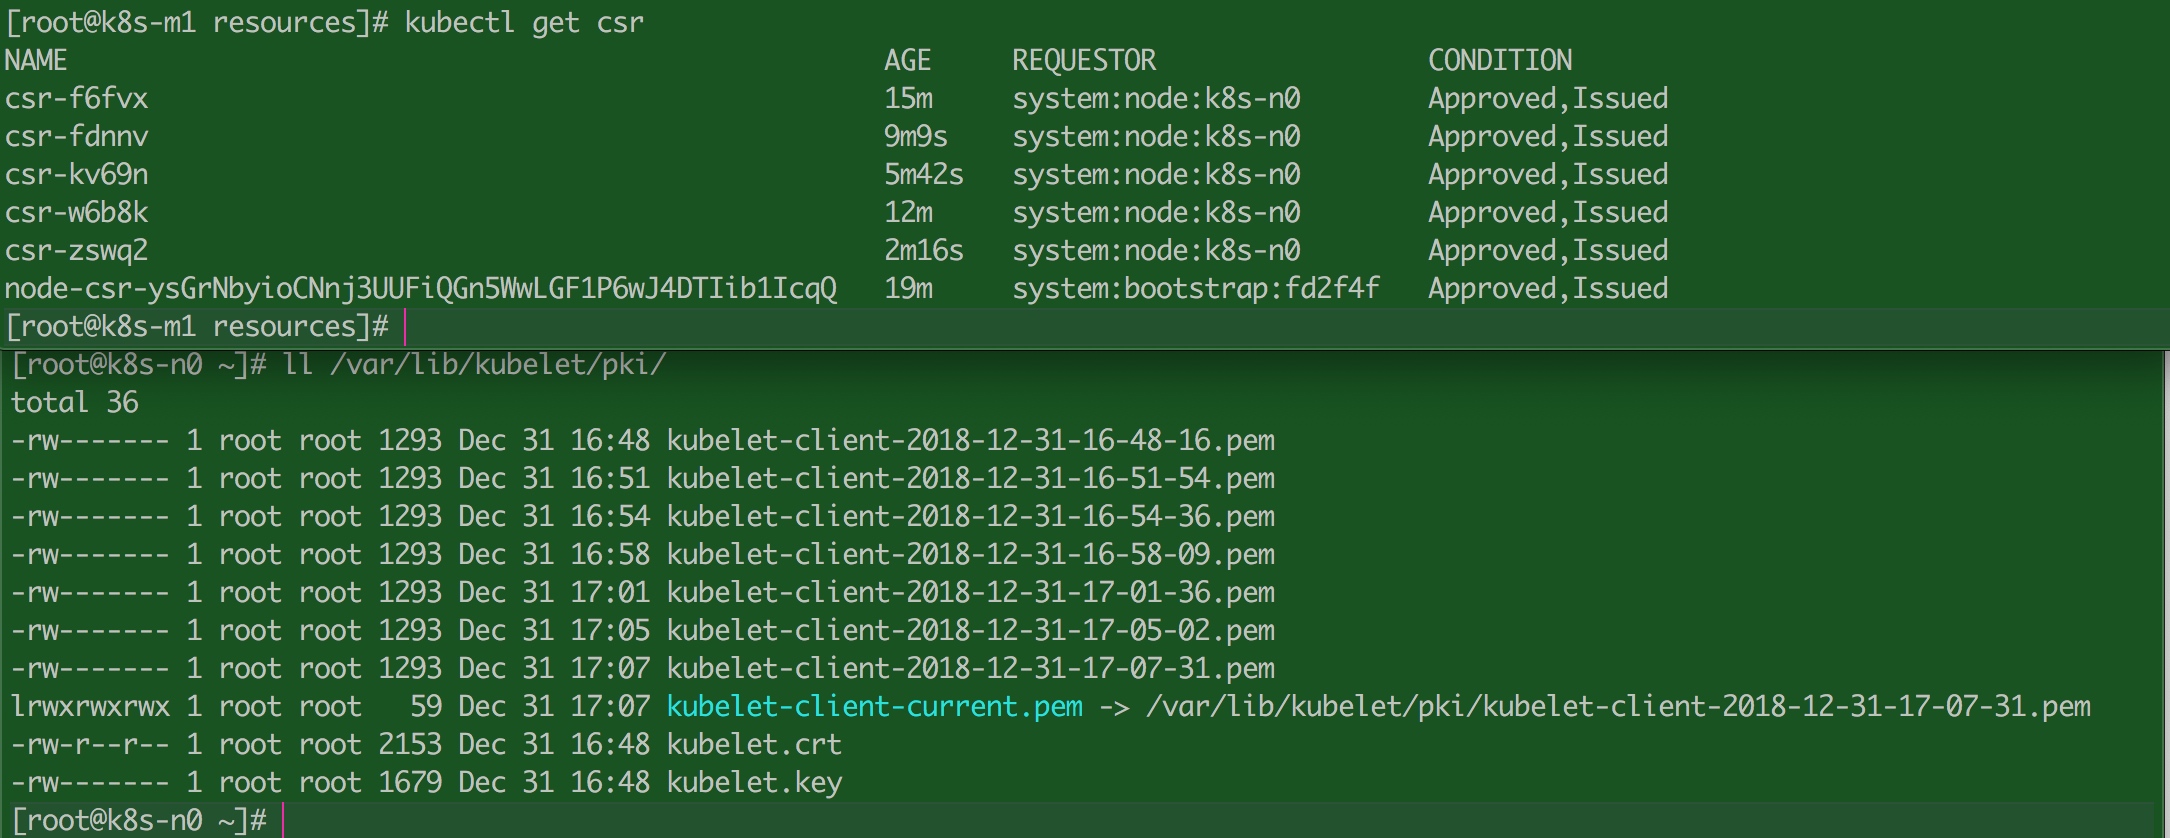 [root@k8s-m1 resources]# kubectl get csr
NAME AGE REQUESTOR CONDITION
csr-f6fvx 15m system:node:k8s-n0 Approved,Issued
csr-fdnnv 9m9s system:node:k8s-n0 Approved,Issued
csr-kv69n 5m42s system:node:k8s-n0 Approved,Issued
csr-w6b8k 12m system:node:k8s-n0 Approved,Issued
csr-zswq2 2m16s system:node:k8s-n0 Approved,Issued
node-csr-ysGrNbyioCNnj3UUFiQGn5WwLGF1P6wJ4DTIib1IcqQ 19m system:bootstrap:fd2f4f Approved,Issued
[root@k8s-m1 resources]#
[root@k8s-n0 ~]# ll /var/lib/kubelet/pki/
total 36
-rw------- 1 root root 1293 Dec 31 16:48 kubelet-client-2018-12-31-16-48-16.pem
-rw------- 1 root root 1293 Dec 31 16:51 kubelet-client-2018-12-31-16-51-54.pem
-rw------- 1 root root 1293 Dec 31 16:54 kubelet-client-2018-12-31-16-54-36.pem
-rw------- 1 root root 1293 Dec 31 16:58 kubelet-client-2018-12-31-16-58-09.pem
-rw------- 1 root root 1293 Dec 31 17:01 kubelet-client-2018-12-31-17-01-36.pem
-rw------- 1 root root 1293 Dec 31 17:05 kubelet-client-2018-12-31-17-05-02.pem
-rw------- 1 root root 1293 Dec 31 17:07 kubelet-client-2018-12-31-17-07-31.pem
lrwxrwxrwx 1 root root 59 Dec 31 17:07 kubelet-client-current.pem -> /var/lib/kubelet/pki/kubelet-client-2018-12-31-17-07-31.pem
-rw-r--r-- 1 root root 2153 Dec 31 16:48 kubelet.crt
-rw------- 1 root root 1679 Dec 31 16:48 kubelet.key
[root@k8s-n0 ~]#